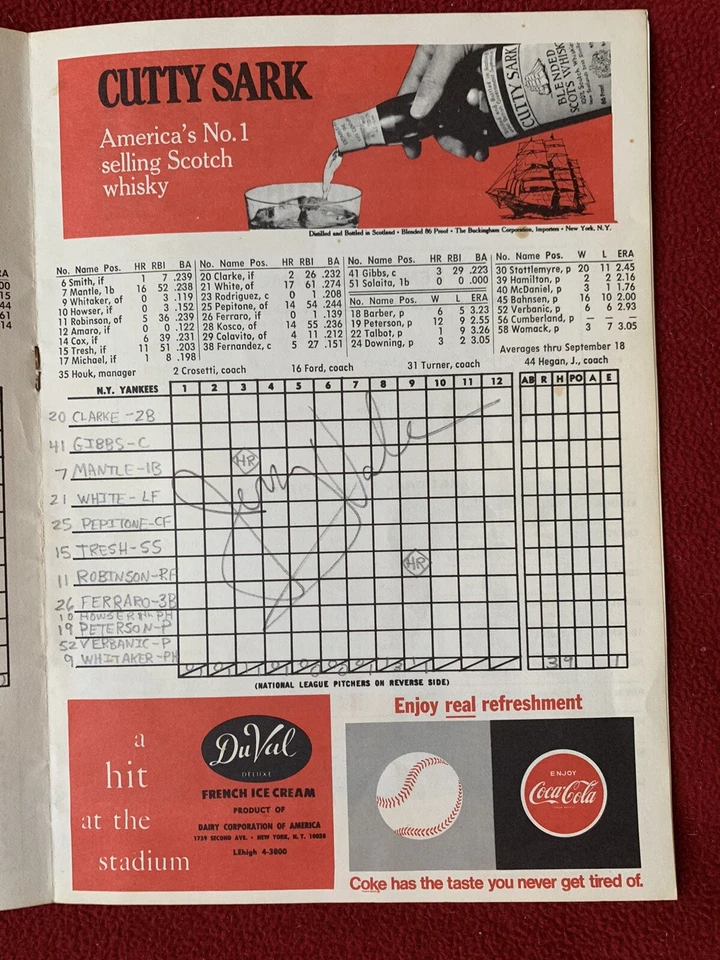 CUTTY SARK
America's No. 1
selling Scotch
whisky
CUTTY SARK
BLENDED
SCOTS WHISKY
Distilled and Bottled in Scotland • Blended 86 Proof • The Buckingham Corporation, Importers • New York, N.Y.
No. Name Pos. HR RBI BA
6 Smith, if 1 7 .239
7 Mantle, 1b 16 52 .238
9 Whitaker, of 0 3 .119
10 Howser, if 0 3 .152
11 Robinson, of 5 36 .239
12 Amaro, if 0 0 .122
14 Cox, if 6 39 .231
15 Tresh, if 11 51 .203
17 Michael, if 1 8 .198
35 Houk, manager
No. Name Pos. HR RBI BA
20 Clarke, if 2 26 .232
21 White, of 17 61 .274
23 Rodriguez, c 0 1 .208
25 Pepitone, of 14 54 .244
26 Ferraro, if 0 1 .139
28 Kosco, of 14 55 .236
29 Colavito, of 4 11 .212
38 Fernandez, c 5 27 .151
2 Crosetti, coach
16 Ford, coach
No. Name Pos. HR RBI BA
41 Gibbs, c 3 29 .223
51 Solaita, 1b 0 0 .000
No. Name Pos. W L ERA
18 Barber, p 6 5 3.23
19 Peterson, p 12 9 2.55
22 Talbot, p 1 9 3.26
24 Downing, p 3 2 3.05
31 Turner, coach
No. Name Pos. W L ERA
30 Stottlemyre, p 20 11 2.45
39 Hamilton, p 2 2 2.16
40 McDaniel, p 3 1 1.76
45 Bahnsen, p 16 10 2.00
52 Verbanic, p 6 6 2.93
56 Cumberland, p — — —
58 Womack, p 3 7 3.05
Averages thru September 18
44 Hegan, J., coach
N.Y. YANKEES 1 2 3 4 5 6 7 8 9 10 11 12 AB R H PO A E
20 CLARKE-2B
41 GIBBS-C
7 MANTLE-1B HR
21 WHITE-LF
25 PEPITONE-CF
15 TRESH-SS
11 ROBINSON-RF HR
26 FERRARO-3B
10 HOWSER 8th PH
19 PETERSON-P
52 VERBANIC-P
9 WHITAKER-PH
Jerry Hale
(NATIONAL LEAGUE PITCHERS ON REVERSE SIDE)
a
hit
at the
stadium
DuVal
DELUXE
FRENCH ICE CREAM
PRODUCT OF
DAIRY CORPORATION OF AMERICA
1739 SECOND AVE. • NEW YORK, N.Y. 10028
LEhigh 4-3800
Enjoy real refreshment
ENJOY
Coca-Cola
Coke has the taste you never get tired of.